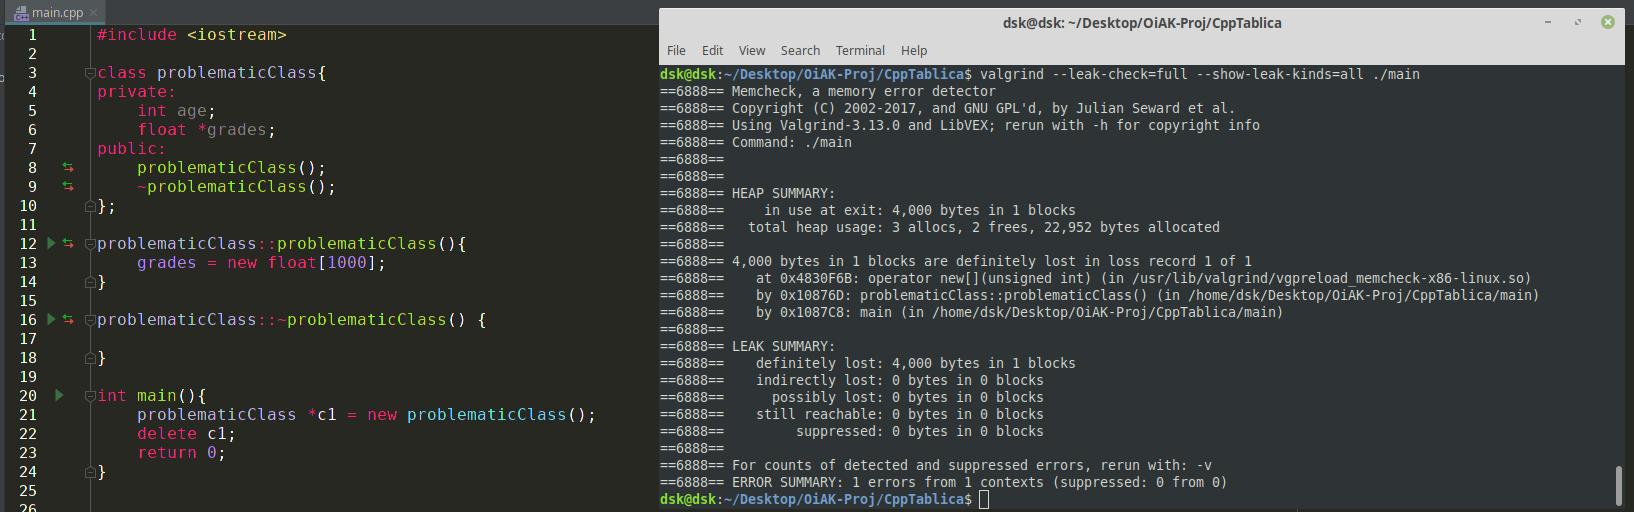 main.cpp
1 #include <iostream>
2
3 class problematicClass{
4 private:
5 int age;
6 float *grades;
7 public:
8 problematicClass();
9 ~problematicClass();
10 };
11
12 problematicClass::problematicClass(){
13 grades = new float[1000];
14 }
15
16 problematicClass::~problematicClass() {
17
18 }
19
20 int main(){
21 problematicClass *c1 = new problematicClass();
22 delete c1;
23 return 0;
24 }
25
26
dsk@dsk: ~/Desktop/OiAK-Proj/CppTablica
File Edit View Search Terminal Help
dsk@dsk:~/Desktop/OiAK-Proj/CppTablica$ valgrind --leak-check=full --show-leak-kinds=all ./main
==6888== Memcheck, a memory error detector
==6888== Copyright (C) 2002-2017, and GNU GPL'd, by Julian Seward et al.
==6888== Using Valgrind-3.13.0 and LibVEX; rerun with -h for copyright info
==6888== Command: ./main
==6888==
==6888==
==6888== HEAP SUMMARY:
==6888== in use at exit: 4,000 bytes in 1 blocks
==6888== total heap usage: 3 allocs, 2 frees, 22,952 bytes allocated
==6888==
==6888== 4,000 bytes in 1 blocks are definitely lost in loss record 1 of 1
==6888== at 0x4830F6B: operator new[](unsigned int) (in /usr/lib/valgrind/vgpreload_memcheck-x86-linux.so)
==6888== by 0x10876D: problematicClass::problematicClass() (in /home/dsk/Desktop/OiAK-Proj/CppTablica/main)
==6888== by 0x1087C8: main (in /home/dsk/Desktop/OiAK-Proj/CppTablica/main)
==6888==
==6888== LEAK SUMMARY:
==6888== definitely lost: 4,000 bytes in 1 blocks
==6888== indirectly lost: 0 bytes in 0 blocks
==6888== possibly lost: 0 bytes in 0 blocks
==6888== still reachable: 0 bytes in 0 blocks
==6888== suppressed: 0 bytes in 0 blocks
==6888==
==6888== For counts of detected and suppressed errors, rerun with: -v
==6888== ERROR SUMMARY: 1 errors from 1 contexts (suppressed: 0 from 0)
dsk@dsk:~/Desktop/OiAK-Proj/CppTablica$